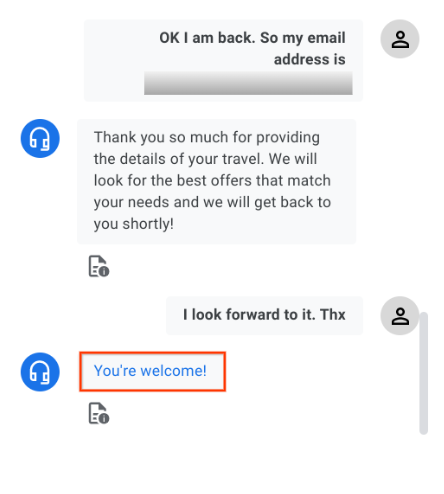 OK I am back. So my email
address is
Thank you so much for providing
the details of your travel. We will
look for the best offers that match
your needs and we will get back to
you shortly!
I look forward to it. Thx
You're welcome!